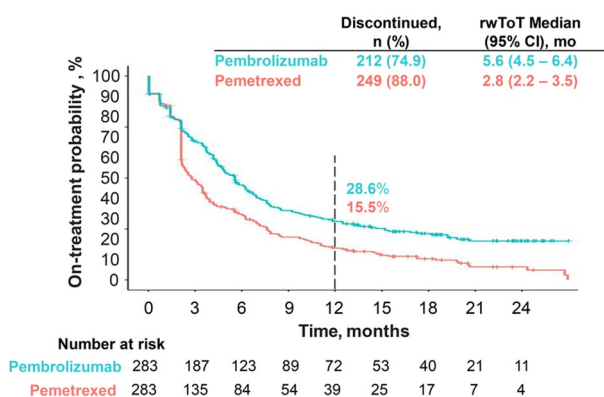 Discontinued, n (%)
rwToT Median (95% CI), mo
Pembrolizumab 212 (74.9) 5.6 (4.5 – 6.4)
Pemetrexed 249 (88.0) 2.8 (2.2 – 3.5)
On-treatment probability , %
100
90
80
70
60
50
40
30
20
10
0
28.6%
15.5%
0 3 6 9 12 15 18 21 24
Time, months
Number at risk
Pembrolizumab 283 187 123 89 72 53 40 21 11
Pemetrexed 283 135 84 54 39 25 17 7 4